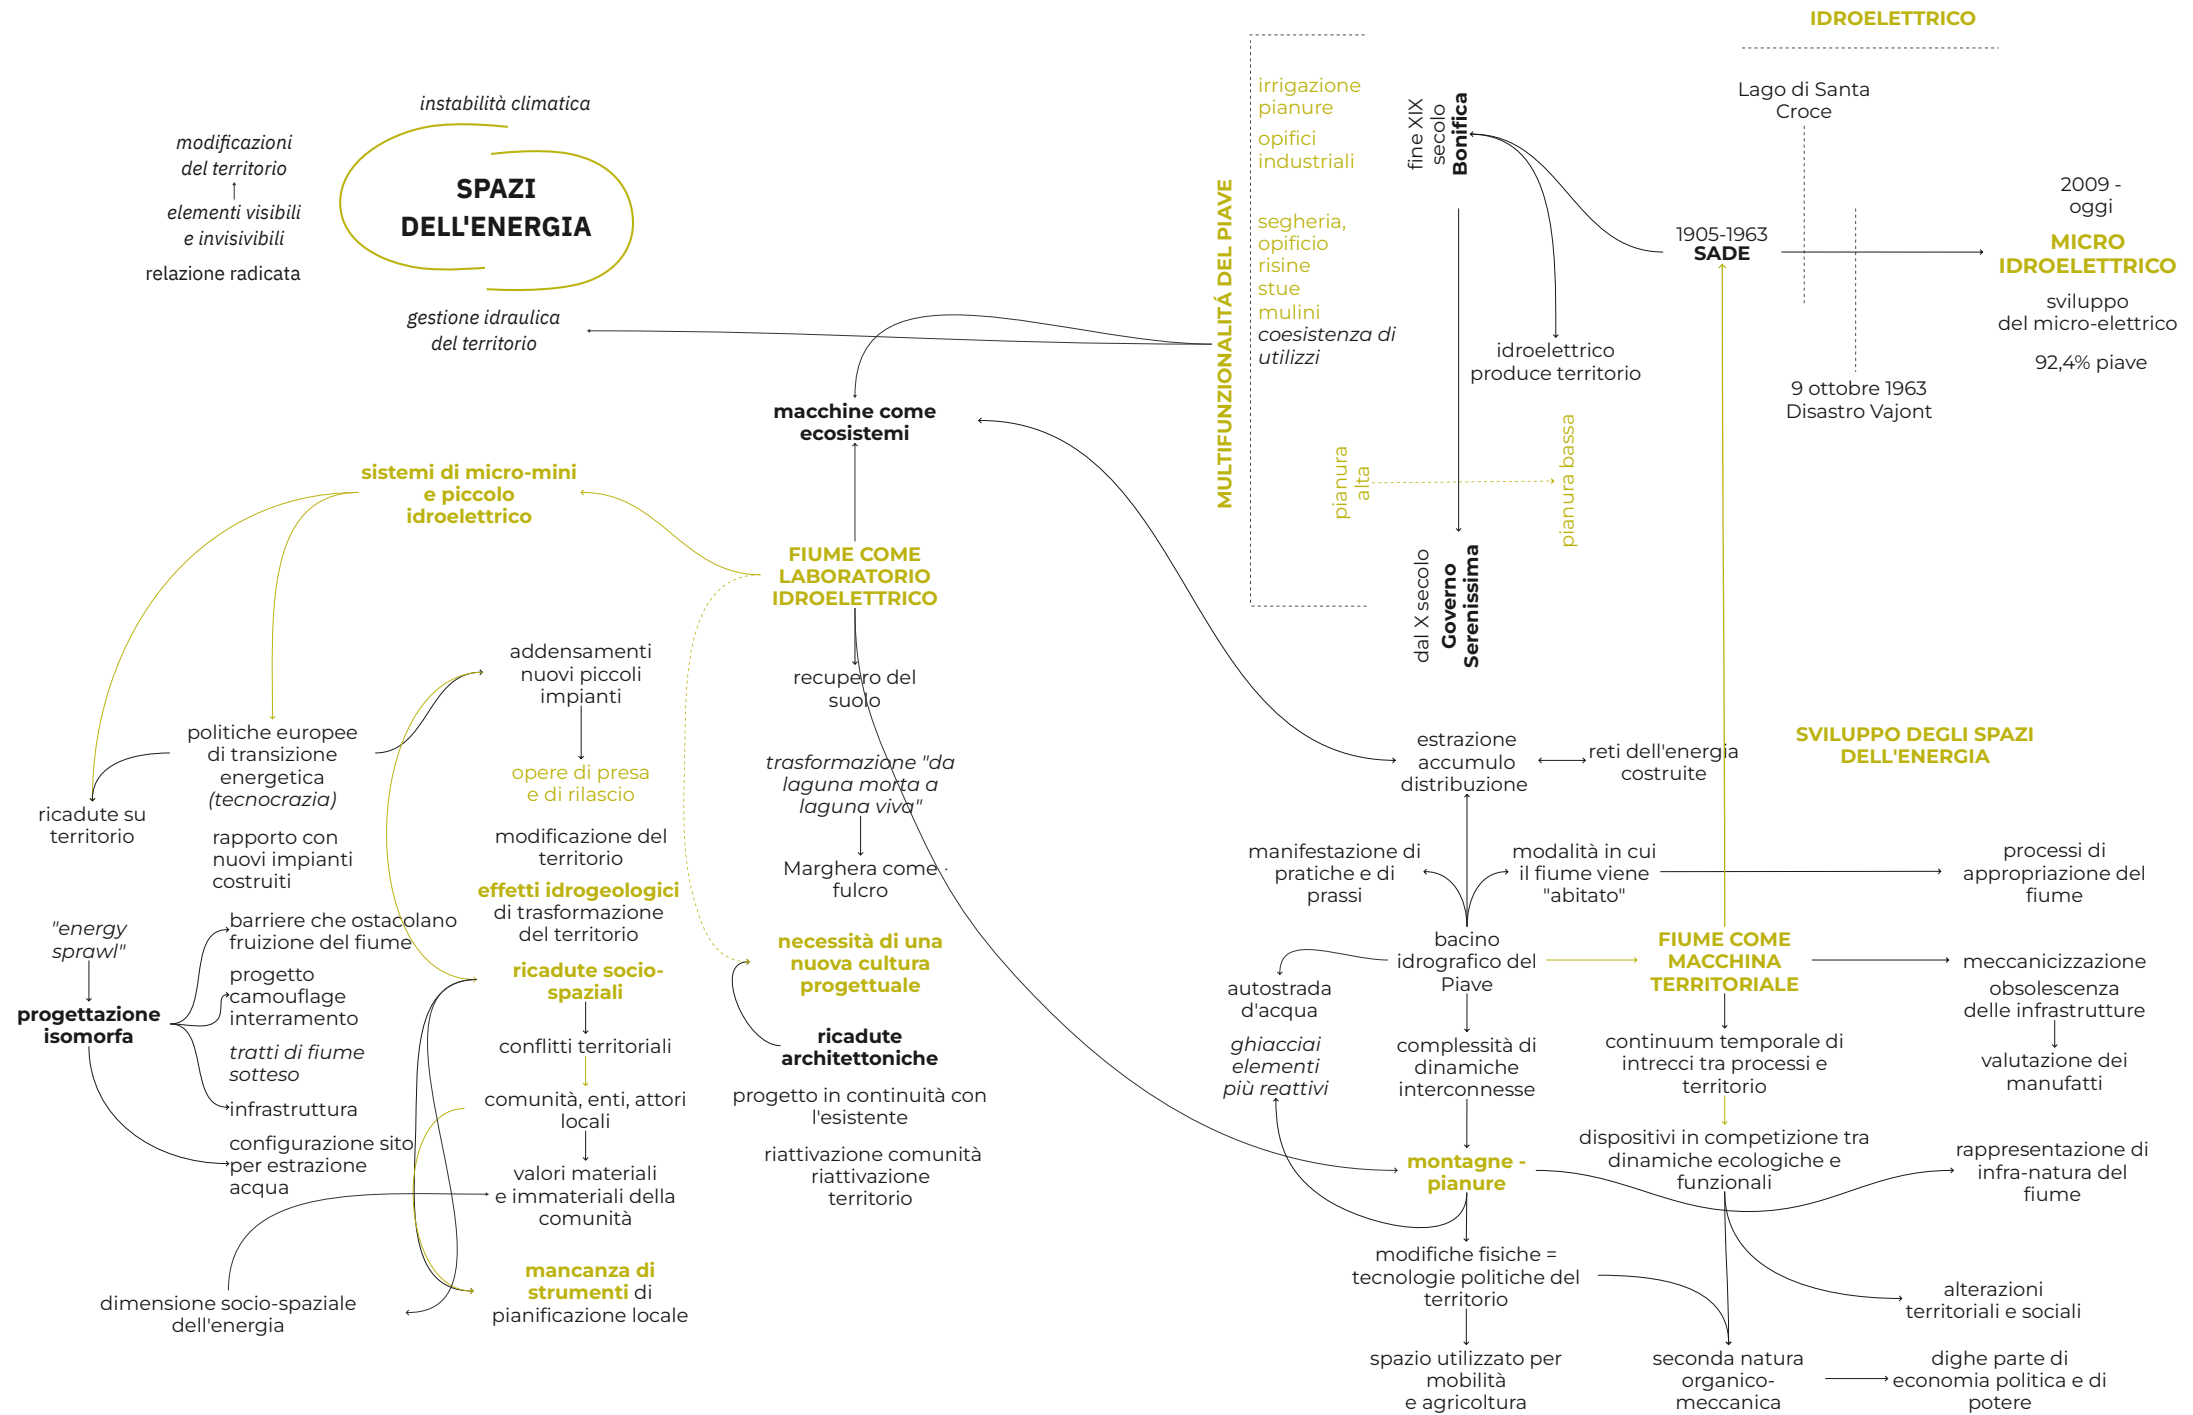 instabilità climatica
modificazioni
del territorio
elementi visibili
e invisivibili
relazione radicata
SPAZI
DELL'ENERGIA
gestione idraulica
del territorio
IDROELETTRICO
MULTIFUNZIONALITÁ DEL PIAVE
irrigazione
pianure
opifici
industriali
segheria,
opificio
risine
stue
mulini
coesistenza di
utilizzi
fine XIX
secolo
Bonifica
idroelettrico
produce territorio
1905-1963
SADE
Lago di Santa
Croce
9 ottobre 1963
Disastro Vajont
2009 -
oggi
MICRO
IDROELETTRICO
sviluppo
del micro-elettrico
92,4% piave
pianura
alta
pianura bassa
dal X secolo
Governo
Serenissima
macchine come
ecosistemi
sistemi di micro-mini
e piccolo
idroelettrico
FIUME COME
LABORATORIO
IDROELETTRICO
recupero del
suolo
trasformazione "da
laguna morta a
laguna viva"
Marghera come
fulcro
necessità di una
nuova cultura
progettuale
ricadute
architettoniche
progetto in continuità con
l'esistente
riattivazione comunità
riattivazione
territorio
politiche europee
di transizione
energetica
(tecnocrazia)
rapporto con
nuovi impianti
costruiti
ricadute su
territorio
"energy
sprawl"
progettazione
isomorfa
barriere che ostacolano
fruizione del fiume
progetto
camouflage
interramento
tratti di fiume
sotteso
infrastruttura
configurazione sito
per estrazione
acqua
dimensione socio-spaziale
dell'energia
addensamenti
nuovi piccoli
impianti
opere di presa
e di rilascio
modificazione del
territorio
effetti idrogeologici
di trasformazione
del territorio
ricadute socio-
spaziali
conflitti territoriali
comunità, enti, attori
locali
valori materiali
e immateriali della
comunità
mancanza di
strumenti di
pianificazione locale
SVILUPPO DEGLI SPAZI
DELL'ENERGIA
estrazione
accumulo
distribuzione
reti dell'energia
costruite
manifestazione di
pratiche e di
prassi
modalità in cui
il fiume viene
"abitato"
processi di
appropriazione del
fiume
bacino
idrografico del
Piave
FIUME COME
MACCHINA
TERRITORIALE
meccanicizzazione
obsolescenza
delle infrastrutture
valutazione dei
manufatti
autostrada
d'acqua
ghiacciai
elementi
più reattivi
complessità di
dinamiche
interconnesse
continuum temporale di
intrecci tra processi e
territorio
montagne -
pianure
dispositivi in competizione tra
dinamiche ecologiche e
funzionali
rappresentazione di
infra-natura del
fiume
modifiche fisiche =
tecnologie politiche del
territorio
alterazioni
territoriali e sociali
spazio utilizzato per
mobilità
e agricoltura
seconda natura
organico-
meccanica
dighe parte di
economia politica e di
potere